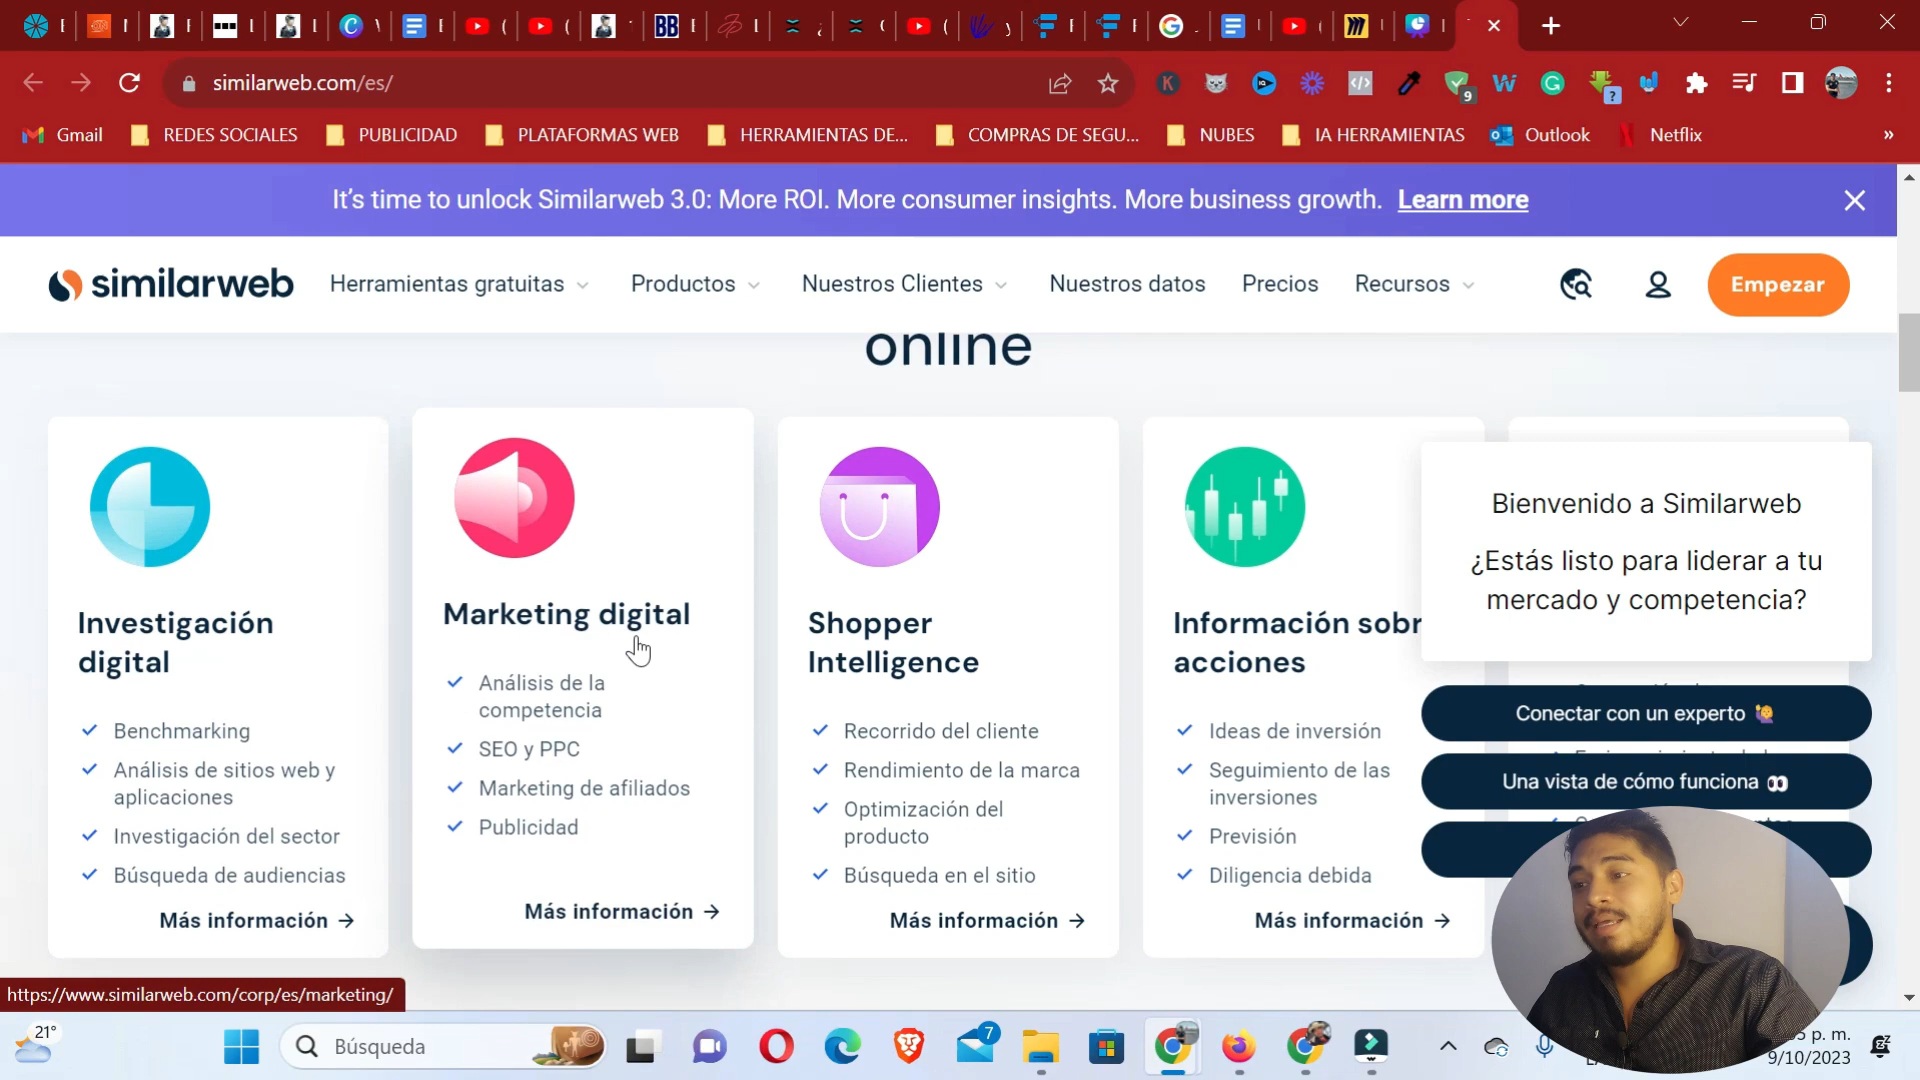 similarweb.com/es/
Gmail
REDES SOCIALES
PUBLICIDAD
PLATAFORMAS WEB
HERRAMIENTAS DE...
COMPRAS DE SEGU...
NUBES
IA HERRAMIENTAS
Outlook
Netflix
»
It's time to unlock Similarweb 3.0: More ROI. More consumer insights. More business growth. Learn more
similarweb
Herramientas gratuitas
Productos
Nuestros Clientes
Nuestros datos
Precios
Recursos
Empezar
online
Investigación
digital
Benchmarking
Análisis de sitios web y
aplicaciones
Investigación del sector
Búsqueda de audiencias
Más información →
Marketing digital
Análisis de la
competencia
SEO y PPC
Marketing de afiliados
Publicidad
Más información →
Shopper
Intelligence
Recorrido del cliente
Rendimiento de la marca
Optimización del
producto
Búsqueda en el sitio
Más información →
Información sobr
acciones
Ideas de inversión
Seguimiento de las
inversiones
Previsión
Diligencia debida
Más información →
Bienvenido a Similarweb
¿Estás listo para liderar a tu
mercado y competencia?
Conectar con un experto 🙋
Una vista de cómo funciona 👀
https://www.similarweb.com/corp/es/marketing/
21°
Búsqueda
7
p. m.
9/10/2023